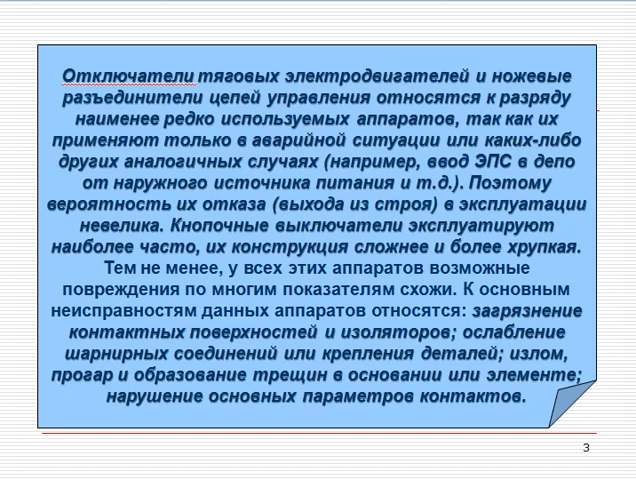 Отключатели тяговых электродвигателей и ножевые
разъединители цепей управления относятся к разряду
наименее редко используемых аппаратов, так как их
применяют только в аварийной ситуации или каких-либо
других аналогичных случаях (например, ввод ЭПС в депо
от наружного источника питания и т.д.). Поэтому
вероятность их отказа (выхода из строя) в эксплуатации
невелика. Кнопочные выключатели эксплуатируют
наиболее часто, их конструкция сложнее и более хрупкая.
Тем не менее, у всех этих аппаратов возможные
повреждения по многим показателям схожи. К основным
неисправностям данных аппаратов относятся: загрязнение
контактных поверхностей и изоляторов; ослабление
шарнирных соединений или крепления деталей; излом,
прогар и образование трещин в основании или элементе;
нарушение основных параметров контактов.
3